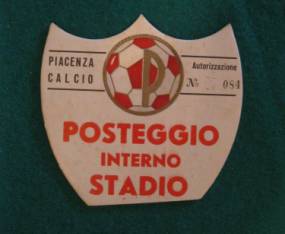 PIACENZA
CALCIO
P
Autorizzazione
№ 084
POSTEGGIO
INTERNO
STADIO